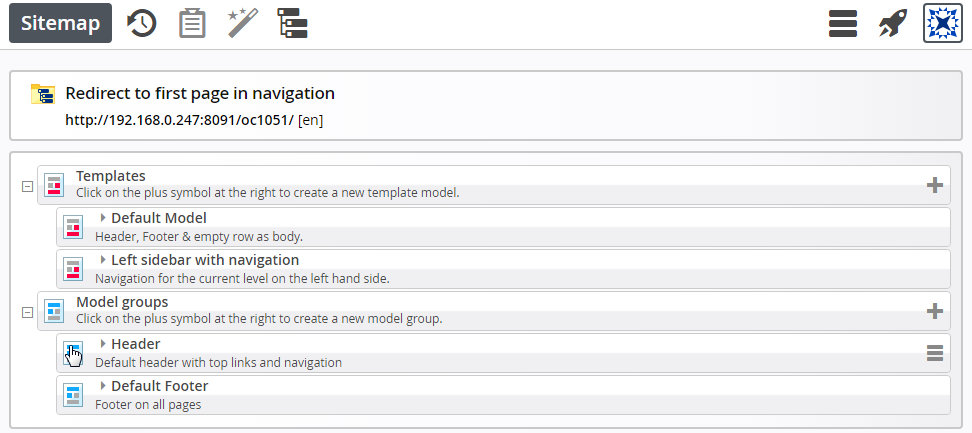 Sitemap
Redirect to first page in navigation
http://192.168.0.247:8091/oc1051/ [en]
Templates
Click on the plus symbol at the right to create a new template model.
Default Model
Header, Footer & empty row as body.
Left sidebar with navigation
Navigation for the current level on the left hand side.
Model groups
Click on the plus symbol at the right to create a new model group.
Header
Default header with top links and navigation
Default Footer
Footer on all pages